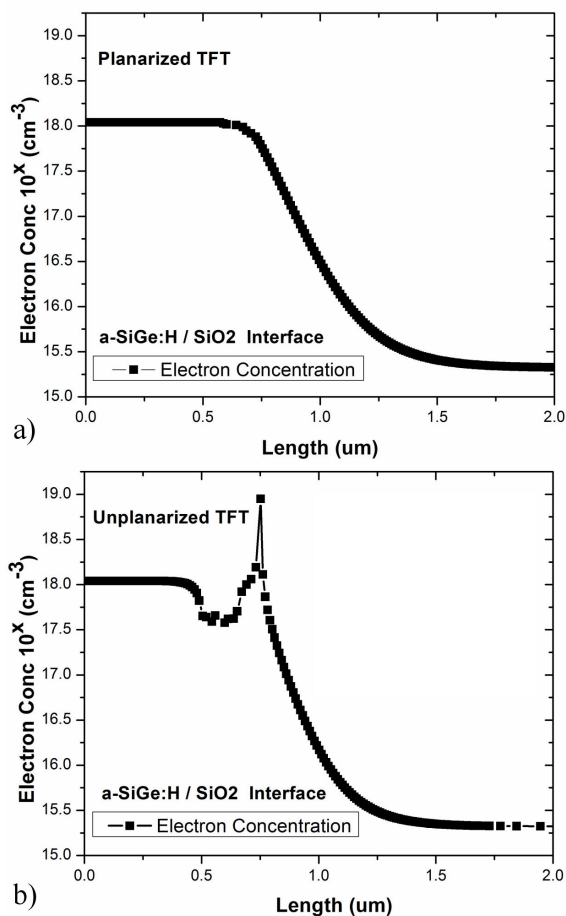 19.0
18.5
18.0
17.5
17.0
16.5
16.0
15.5
15.0
Electron Conc 10^x (cm^-3)
Planarized TFT
a-SiGe:H / SiO2 Interface
Electron Concentration
0.0 0.5 1.0 1.5 2.0
Length (um)
a)
19.0
18.5
18.0
17.5
17.0
16.5
16.0
15.5
15.0
Electron Conc 10^x (cm^-3)
Unplanarized TFT
a-SiGe:H / SiO2 Interface
Electron Concentration
0.0 0.5 1.0 1.5 2.0
Length (um)
b)